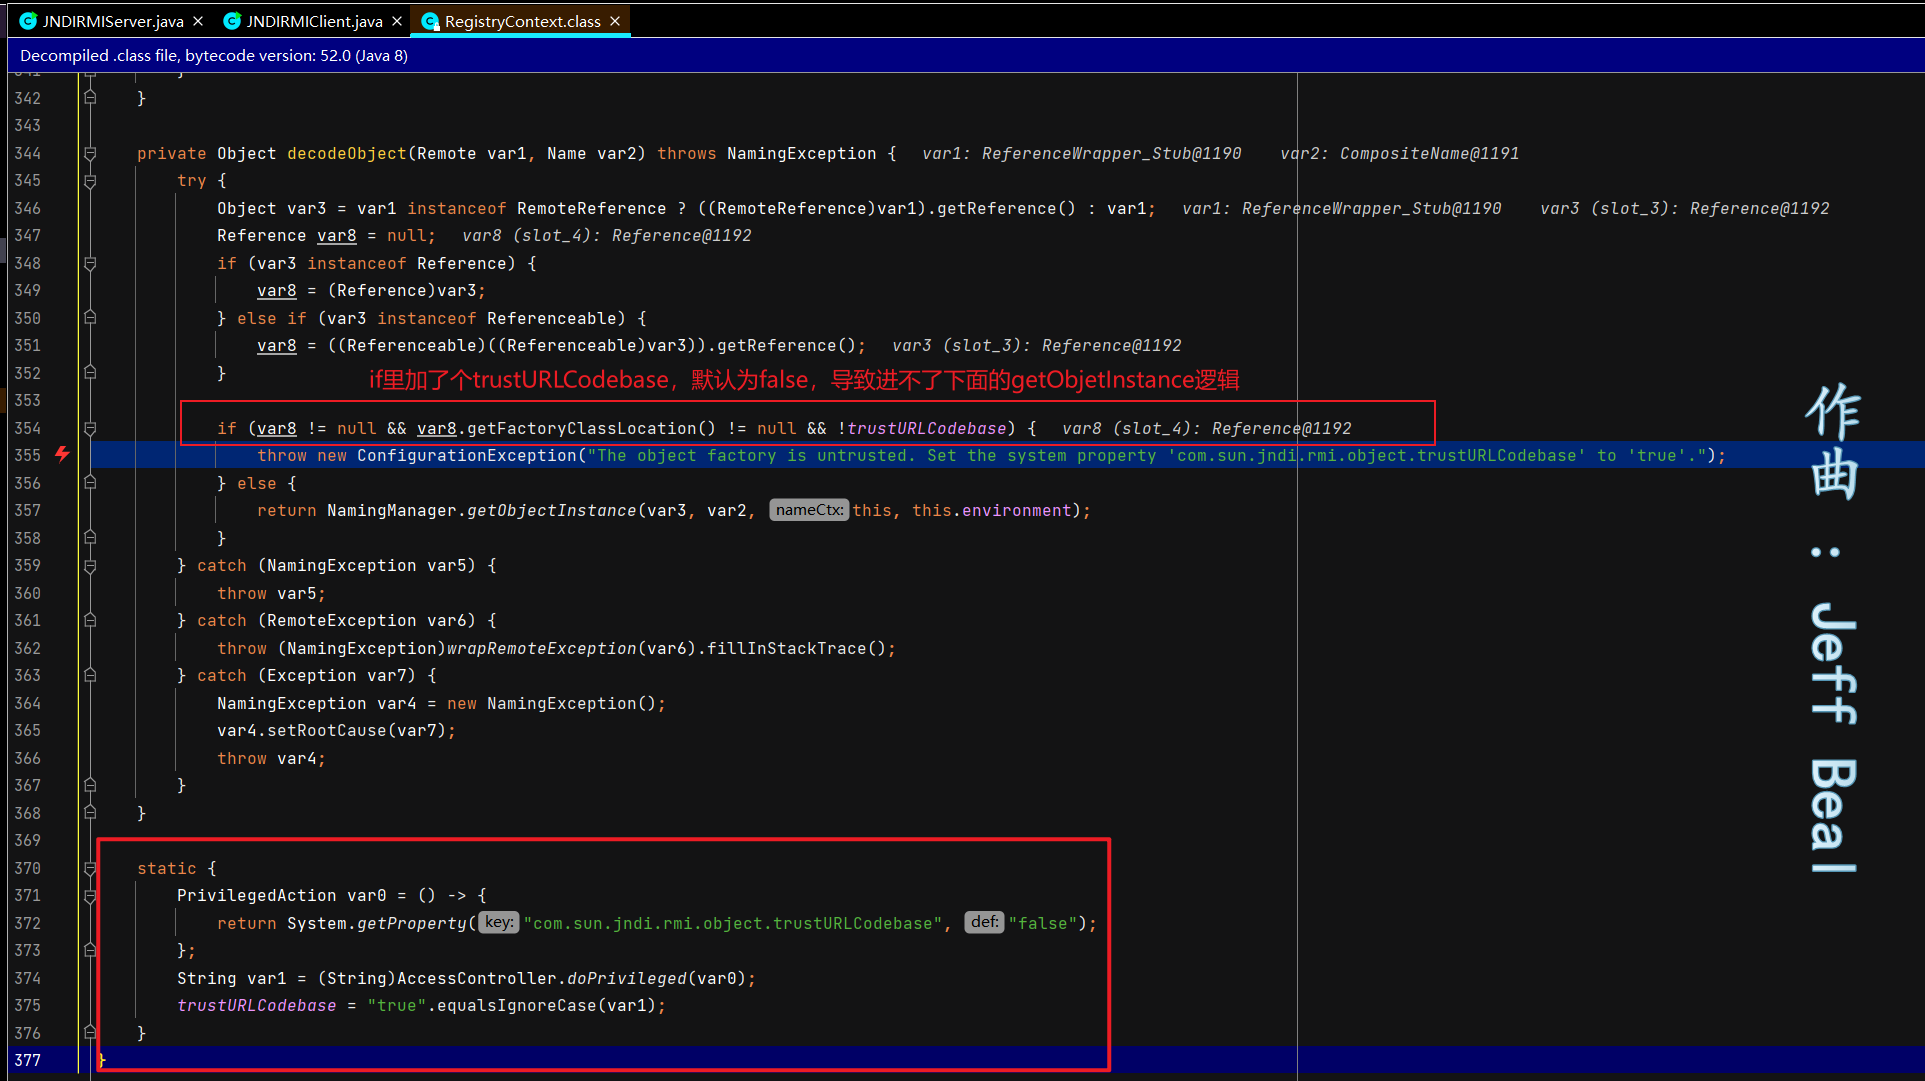 JNDIRMIServer.java × JNDIRMIClient.java × RegistryContext.class ×
Decompiled .class file, bytecode version: 52.0 (Java 8)
342 }
343
344 private Object decodeObject(Remote var1, Name var2) throws NamingException { var1: ReferenceWrapper_Stub@1190 var2: CompositeName@1191
345 try {
346 Object var3 = var1 instanceof RemoteReference ? ((RemoteReference)var1).getReference() : var1; var1: ReferenceWrapper_Stub@1190 var3 (slot_3): Reference@1192
347 Reference var8 = null; var8 (slot_4): Reference@1192
348 if (var3 instanceof Reference) {
349 var8 = (Reference)var3;
350 } else if (var3 instanceof Referenceable) {
351 var8 = ((Referenceable)((Referenceable)var3)).getReference(); var3 (slot_3): Reference@1192
352 }
if里加了个trustURLCodebase，默认为false，导致进不了下面的getObjetInstance逻辑
353
354 if (var8 != null && var8.getFactoryClassLocation() != null && !trustURLCodebase) { var8 (slot_4): Reference@1192
355 throw new ConfigurationException("The object factory is untrusted. Set the system property 'com.sun.jndi.rmi.object.trustURLCodebase' to 'true'.");
356 } else {
357 return NamingManager.getObjectInstance(var3, var2, nameCtx: this, this.environment);
358 }
359 } catch (NamingException var5) {
360 throw var5;
361 } catch (RemoteException var6) {
362 throw (NamingException)wrapRemoteException(var6).fillInStackTrace();
363 } catch (Exception var7) {
364 NamingException var4 = new NamingException();
365 var4.setRootCause(var7);
366 throw var4;
367 }
368 }
369
370 static {
371 PrivilegedAction var0 = () -> {
372 return System.getProperty( key: "com.sun.jndi.rmi.object.trustURLCodebase", def: "false");
373 };
374 String var1 = (String)AccessController.doPrivileged(var0);
375 trustURLCodebase = "true".equalsIgnoreCase(var1);
376 }
377 }
作曲 : Jeff Beal